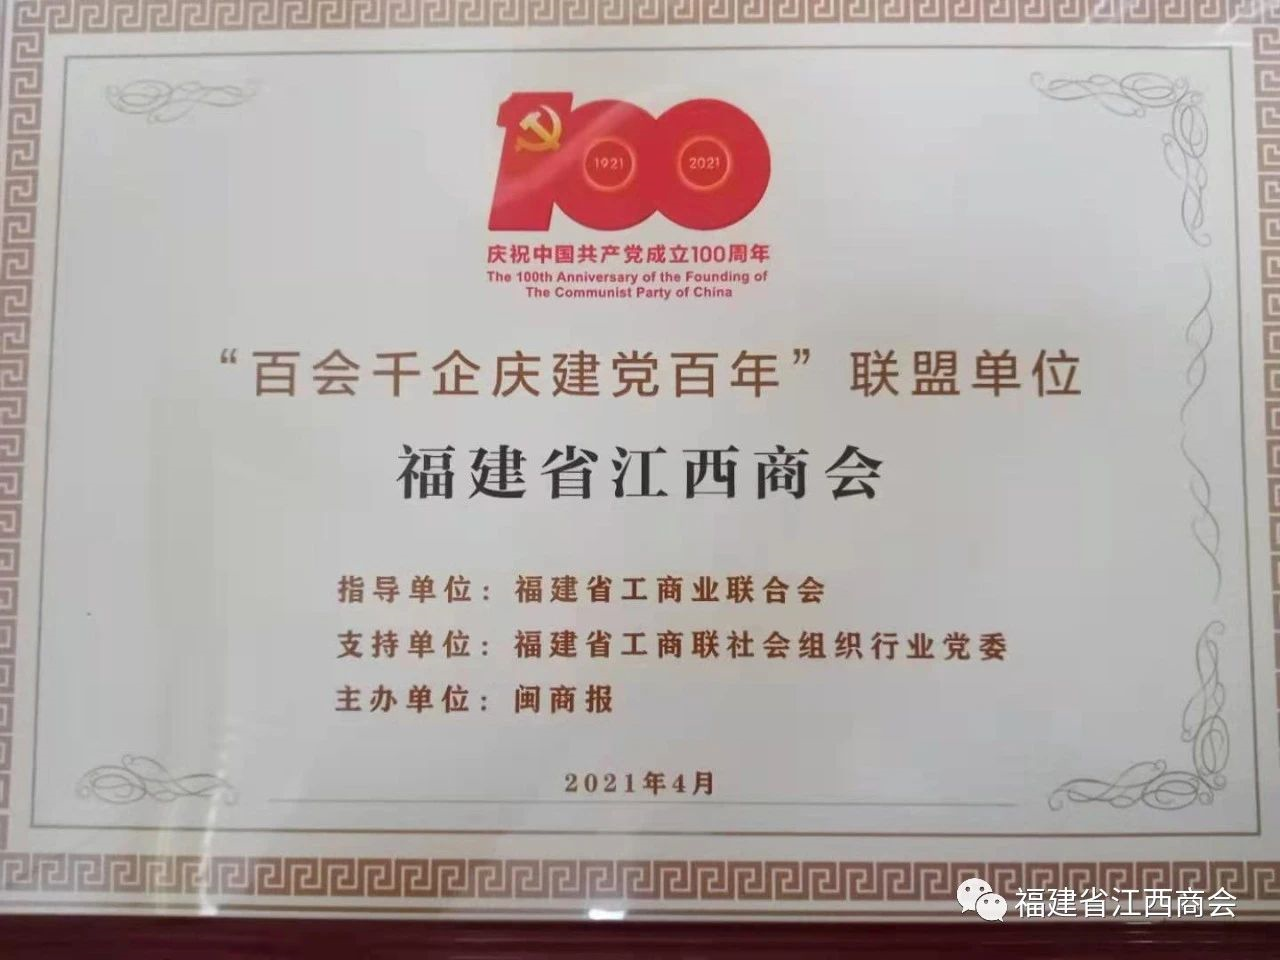 100
1921
2021
庆祝中国共产党成立100周年
The 100th Anniversary of the Founding of
The Communist Party of China
“百会千企庆建党百年”联盟单位
福建省江西商会
指导单位：福建省工商业联合会
支持单位：福建省工商联社会组织行业党委
主办单位：闽商报
2021年4月
福建省江西商会